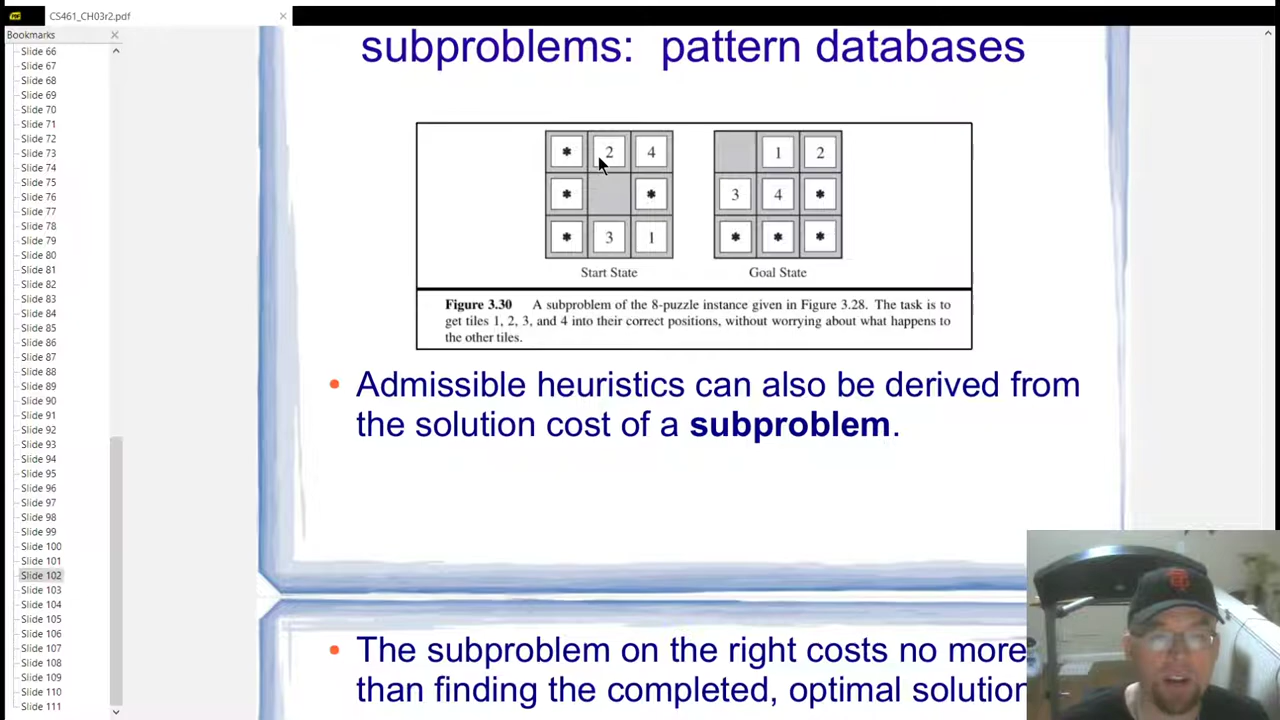 CS461_CH03r2.pdf
Bookmarks
Slide 66
Slide 67
Slide 68
Slide 69
Slide 70
Slide 71
Slide 72
Slide 73
Slide 74
Slide 75
Slide 76
Slide 77
Slide 78
Slide 79
Slide 80
Slide 81
Slide 82
Slide 83
Slide 84
Slide 85
Slide 86
Slide 87
Slide 88
Slide 89
Slide 90
Slide 91
Slide 92
Slide 93
Slide 94
Slide 95
Slide 96
Slide 97
Slide 98
Slide 99
Slide 100
Slide 101
Slide 102
Slide 103
Slide 104
Slide 105
Slide 106
Slide 107
Slide 108
Slide 109
Slide 110
Slide 111
subproblems: pattern databases
* 2 4
* *
* 3 1
Start State
1 2
3 4 *
* * *
Goal State
Figure 3.30 A subproblem of the 8-puzzle instance given in Figure 3.28. The task is to
get tiles 1, 2, 3, and 4 into their correct positions, without worrying about what happens to
the other tiles.
• Admissible heuristics can also be derived from
the solution cost of a subproblem.
• The subproblem on the right costs no more
than finding the completed, optimal solution